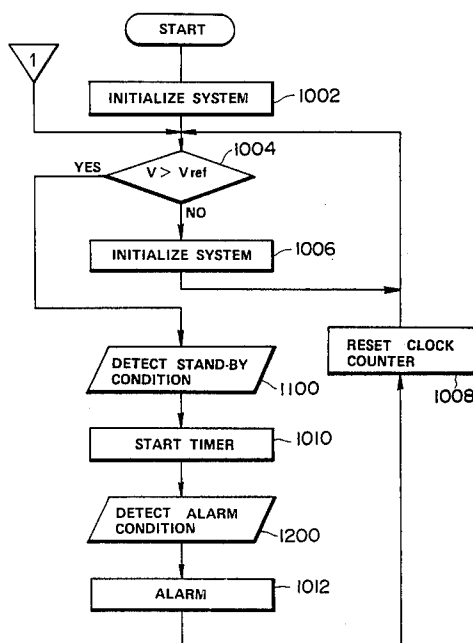 START
1
INITIALIZE SYSTEM
1002
1004
YES
V > Vref
NO
INITIALIZE SYSTEM
1006
RESET CLOCK
COUNTER
1008
DETECT STAND-BY
CONDITION
1100
START TIMER
1010
DETECT ALARM
CONDITION
1200
ALARM
1012